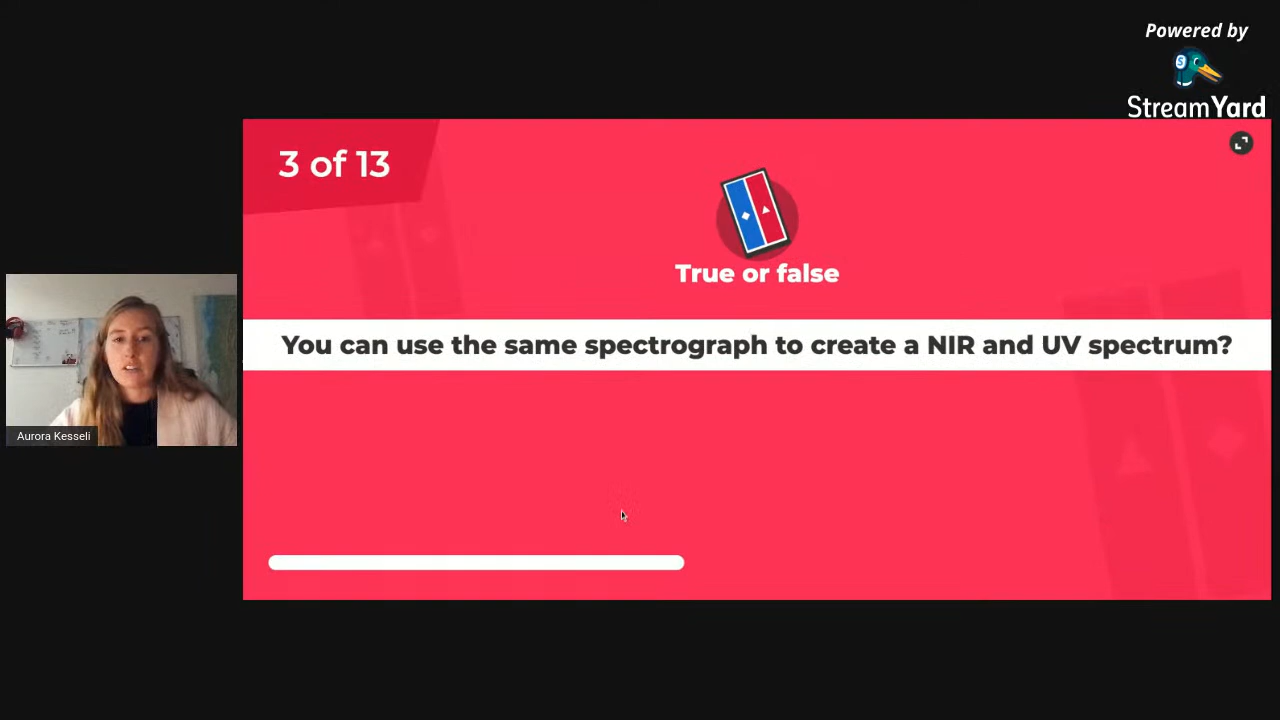 Powered by
StreamYard
3 of 13
True or false
You can use the same spectrograph to create a NIR and UV spectrum?
Aurora Kesseli